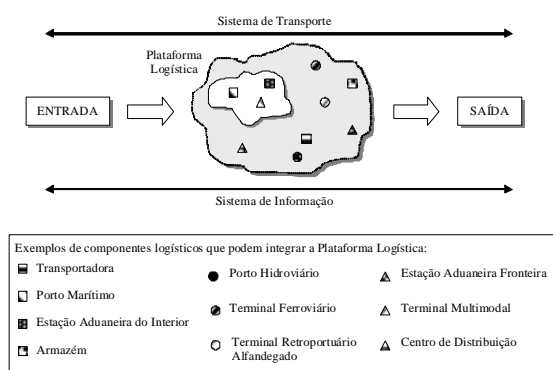 Sistema de Transporte
Plataforma
Logística
ENTRADA
SAÍDA
Sistema de Informação
Exemplos de componentes logísticos que podem integrar a Plataforma Logística:
Transportadora
Porto Marítimo
Estação Aduaneira do Interior
Armazém
Porto Hidroviário
Terminal Ferroviário
Terminal Retroportuário
Alfandegado
Estação Aduaneira Fronteira
Terminal Multimodal
Centro de Distribuição